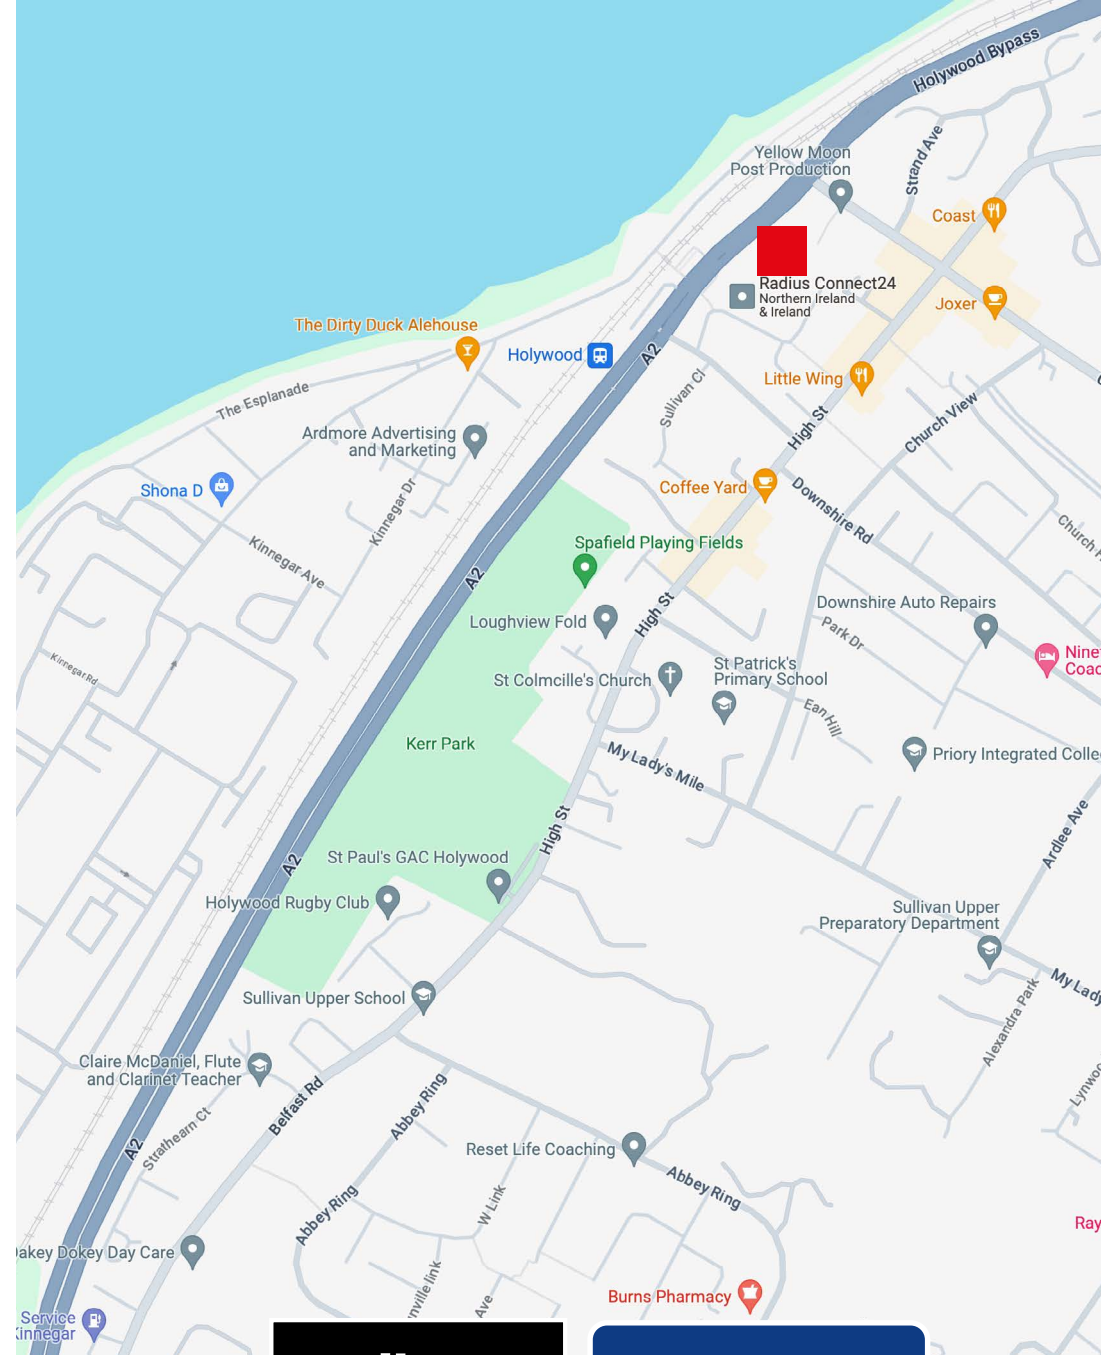 Holywood Bypass
Strand Ave
Yellow Moon
Post Production
Coast
Radius Connect24
Northern Ireland
& Ireland
Joxer
The Dirty Duck Alehouse
Holywood
A2
Little Wing
Sullivan Cl
The Esplanade
High St
Church View
Ardmore Advertising
and Marketing
Shona D
Coffee Yard
Kinnegar Dr
Downshire Rd
Kinnegar Ave
Spafield Playing Fields
A2
Downshire Auto Repairs
High St
Loughview Fold
Park Dr
Kinnegar Rd
St Colmcille's Church
St Patrick's
Primary School
Ean Hill
Kerr Park
My Lady's Mile
Priory Integrated Colle
High St
Ardlee Ave
A2
St Paul's GAC Holywood
Holywood Rugby Club
Sullivan Upper
Preparatory Department
Sullivan Upper School
My Lady
Alexandra Park
Claire McDaniel, Flute
and Clarinet Teacher
Belfast Rd
Abbey Ring
Strathearn Ct
A2
Reset Life Coaching
Abbey Ring
W Link
Abbey Ring
akey Dokey Day Care
Ray
nville link
Ave
Burns Pharmacy
Service
Kinnegar